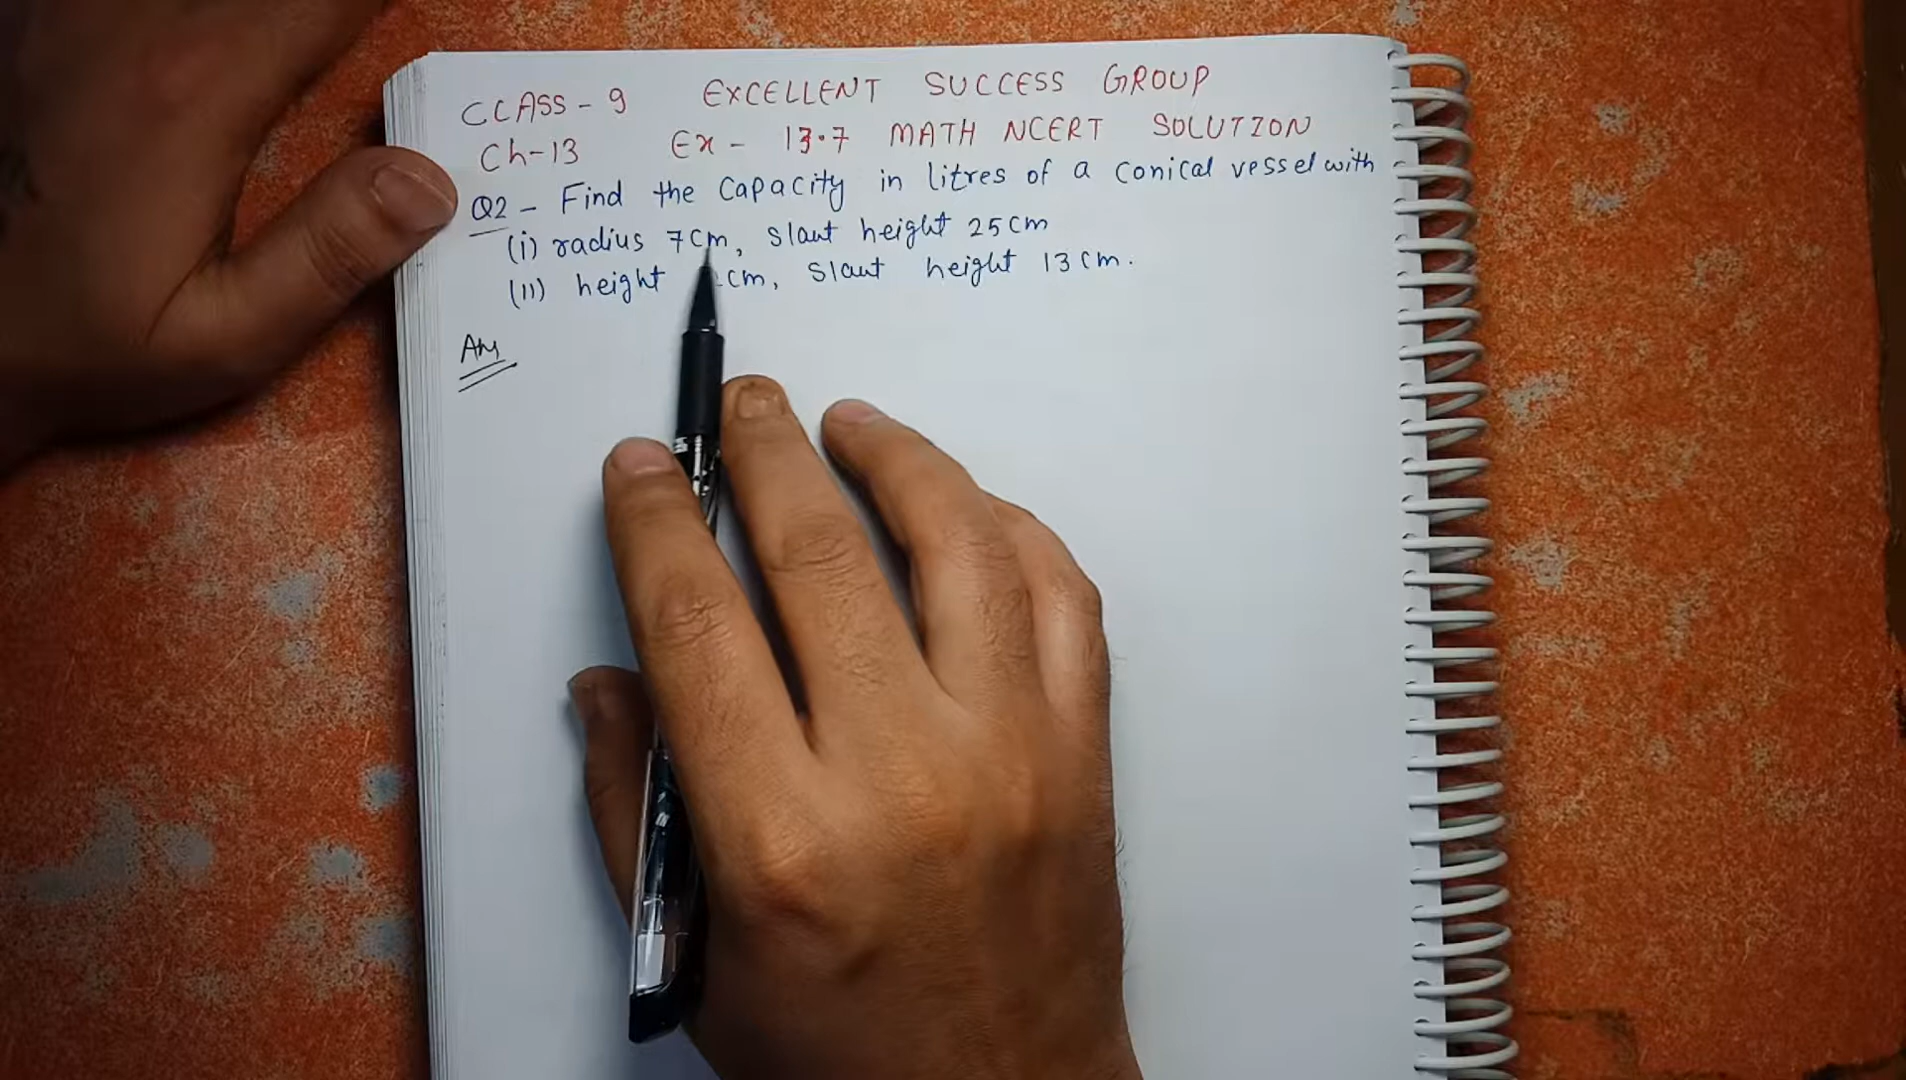 CLASS - 9 EXCELLENT SUCCESS GROUP
Ch-13 Ex - 13.7 MATH NCERT SOLUTION
Q2 - Find the capacity in litres of a conical vessel with
(i) radius 7cm, slant height 25cm
(ii) height cm, slant height 13cm.
Ans